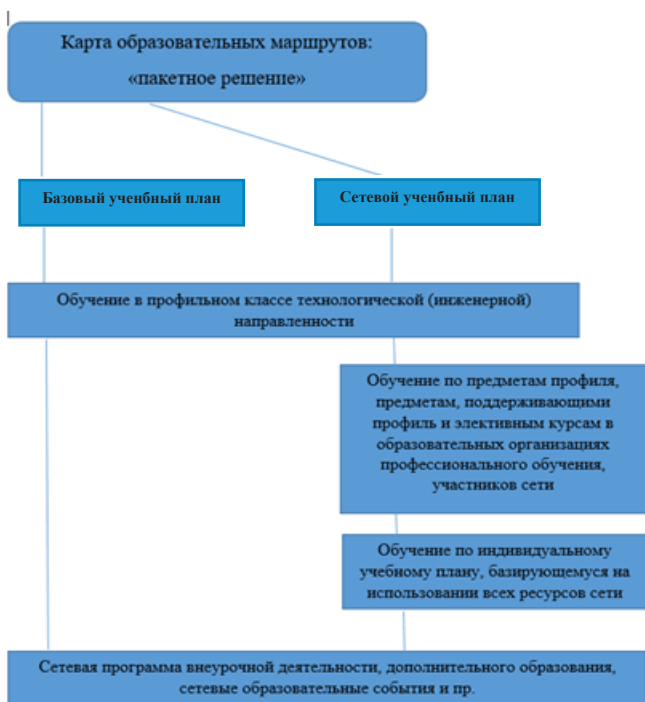 Карта образовательных маршрутов:
«пакетное решение»
Базовый ученбный план
Сетевой ученбный план
Обучение в профильном классе технологической (инженерной)
направленности
Обучение по предметам профиля,
предметам, поддерживающими
профиль и элективным курсам в
образовательных организациях
профессионального обучения,
участников сети
Обучение по индивидуальному
учебному плану, базирующемуся на
использовании всех ресурсов сети
Сетевая программа внеурочной деятельности, дополнительного образования,
сетевые образовательные события и пр.